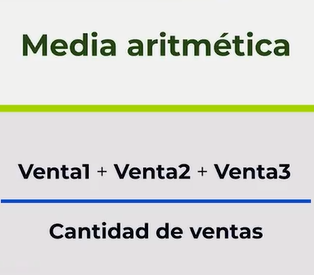 Media aritmética
Venta1 + Venta2 + Venta3
Cantidad de ventas